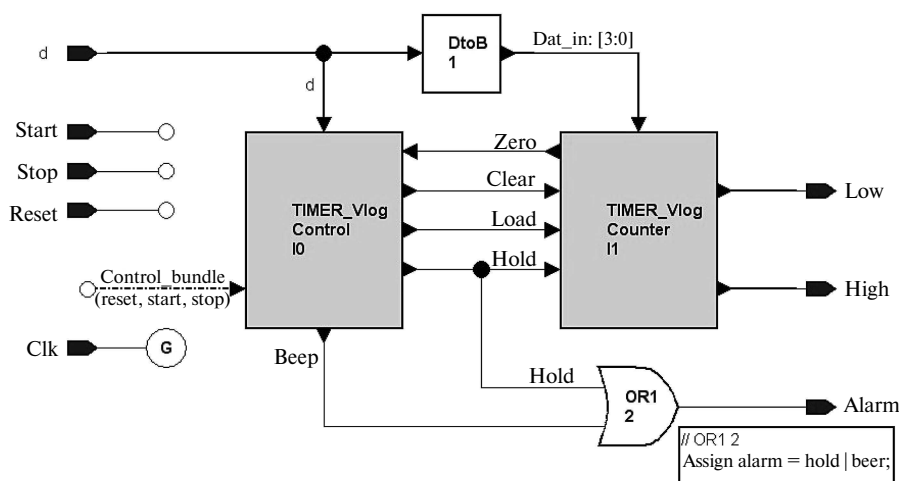 d
DtoB
1
Dat_in: [3:0]
d
Start
Stop
Reset
Zero
Clear
Load
Hold
TIMER_Vlog
Control
I0
TIMER_Vlog
Counter
I1
Low
High
Control_bundle
(reset, start, stop)
Clk
G
Beep
Hold
OR1
2
Alarm
// OR1 2
Assign alarm = hold | beer;